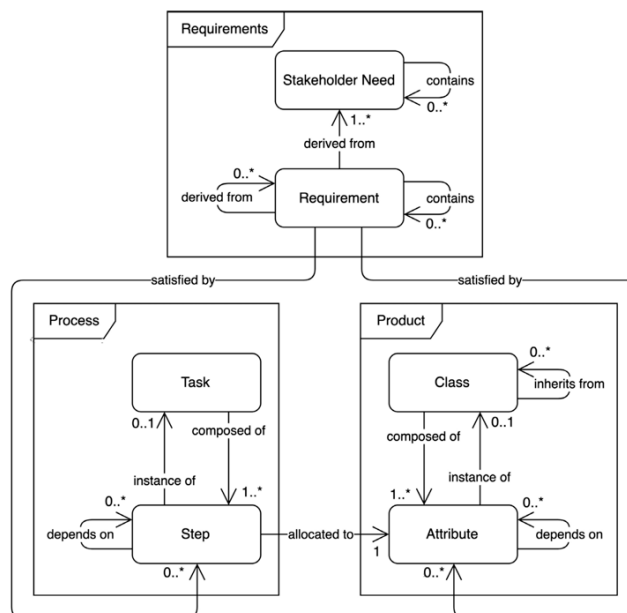 Requirements
Stakeholder Need
contains
0..*
1..*
derived from
0..*
derived from
Requirement
contains
0..*
satisfied by
satisfied by
Process
Task
0..1
composed of
instance of
1..*
0..*
depends on
Step
0..*
allocated to
1
Product
0..*
Class
inherits from
0..1
composed of
instance of
1..*
0..*
Attribute
depends on
0..*